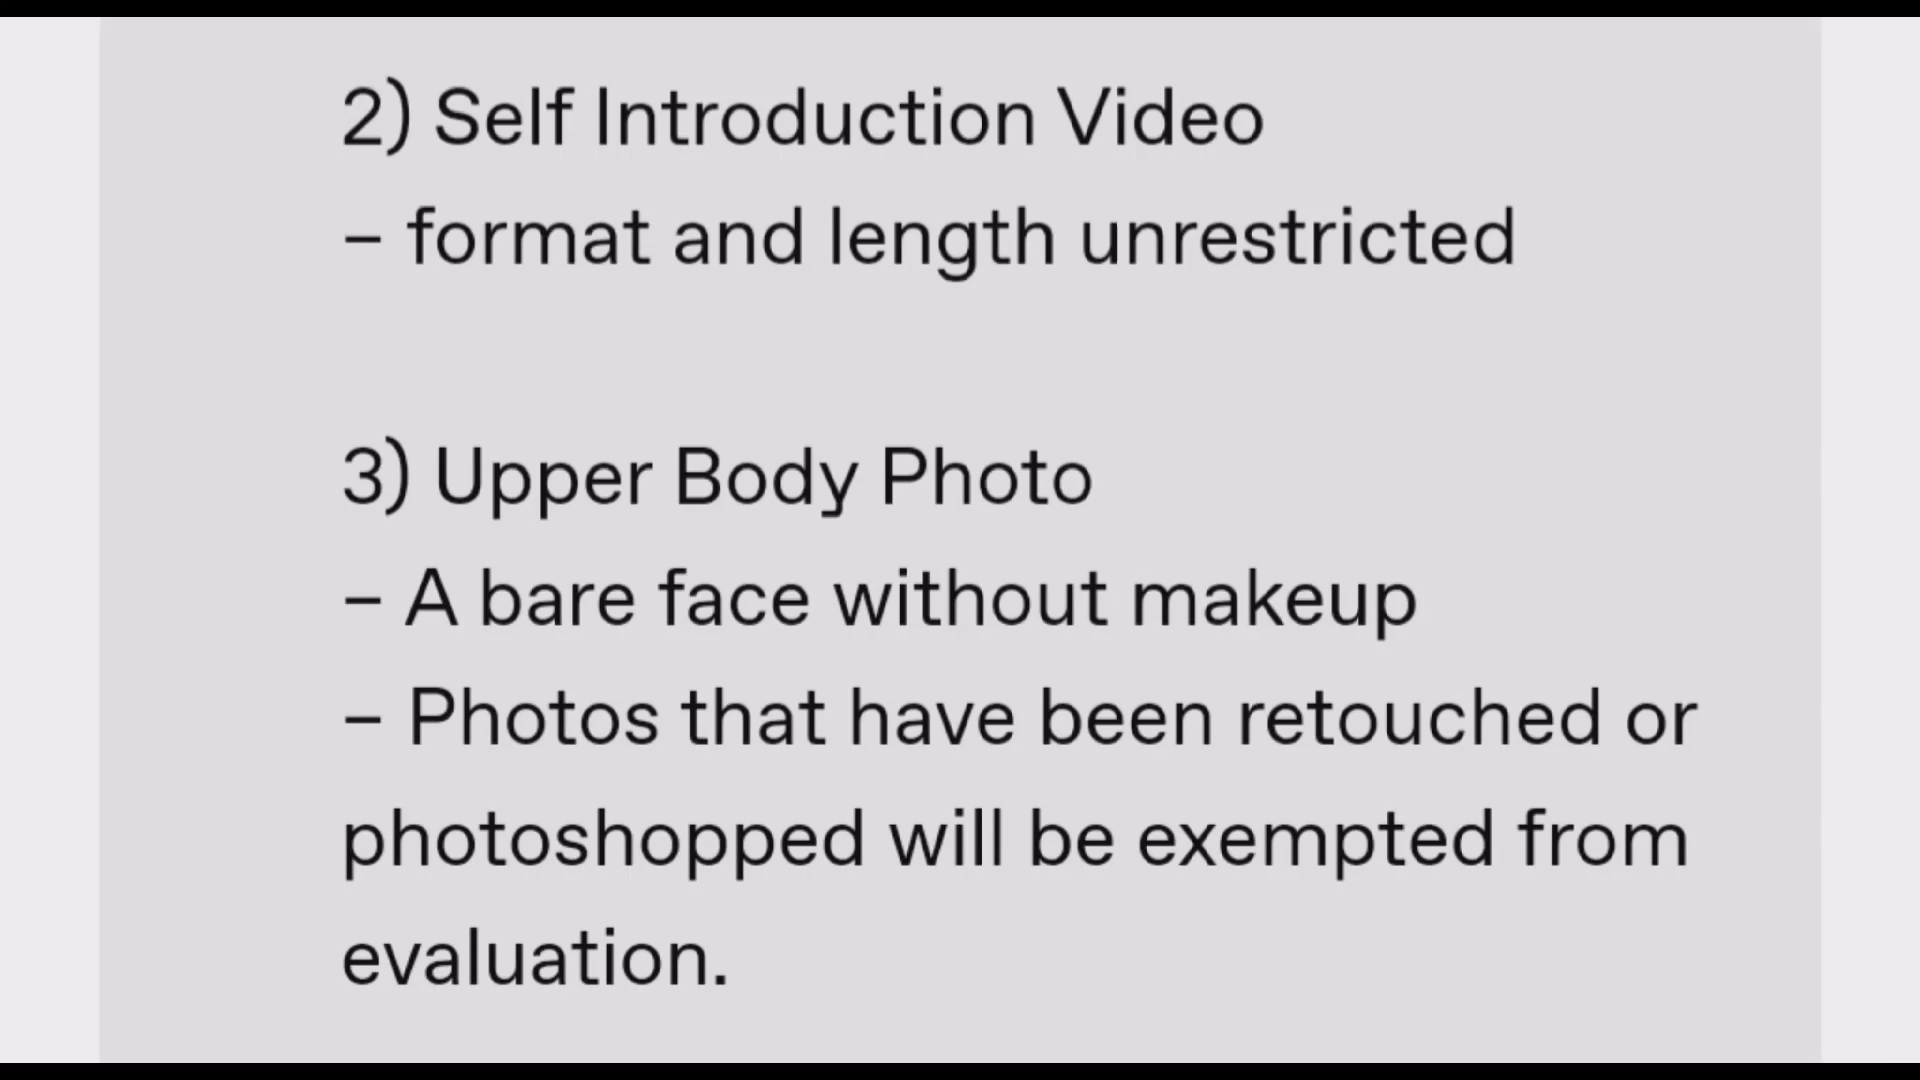 2) Self Introduction Video
– format and length unrestricted
3) Upper Body Photo
– A bare face without makeup
– Photos that have been retouched or
photoshopped will be exempted from
evaluation.